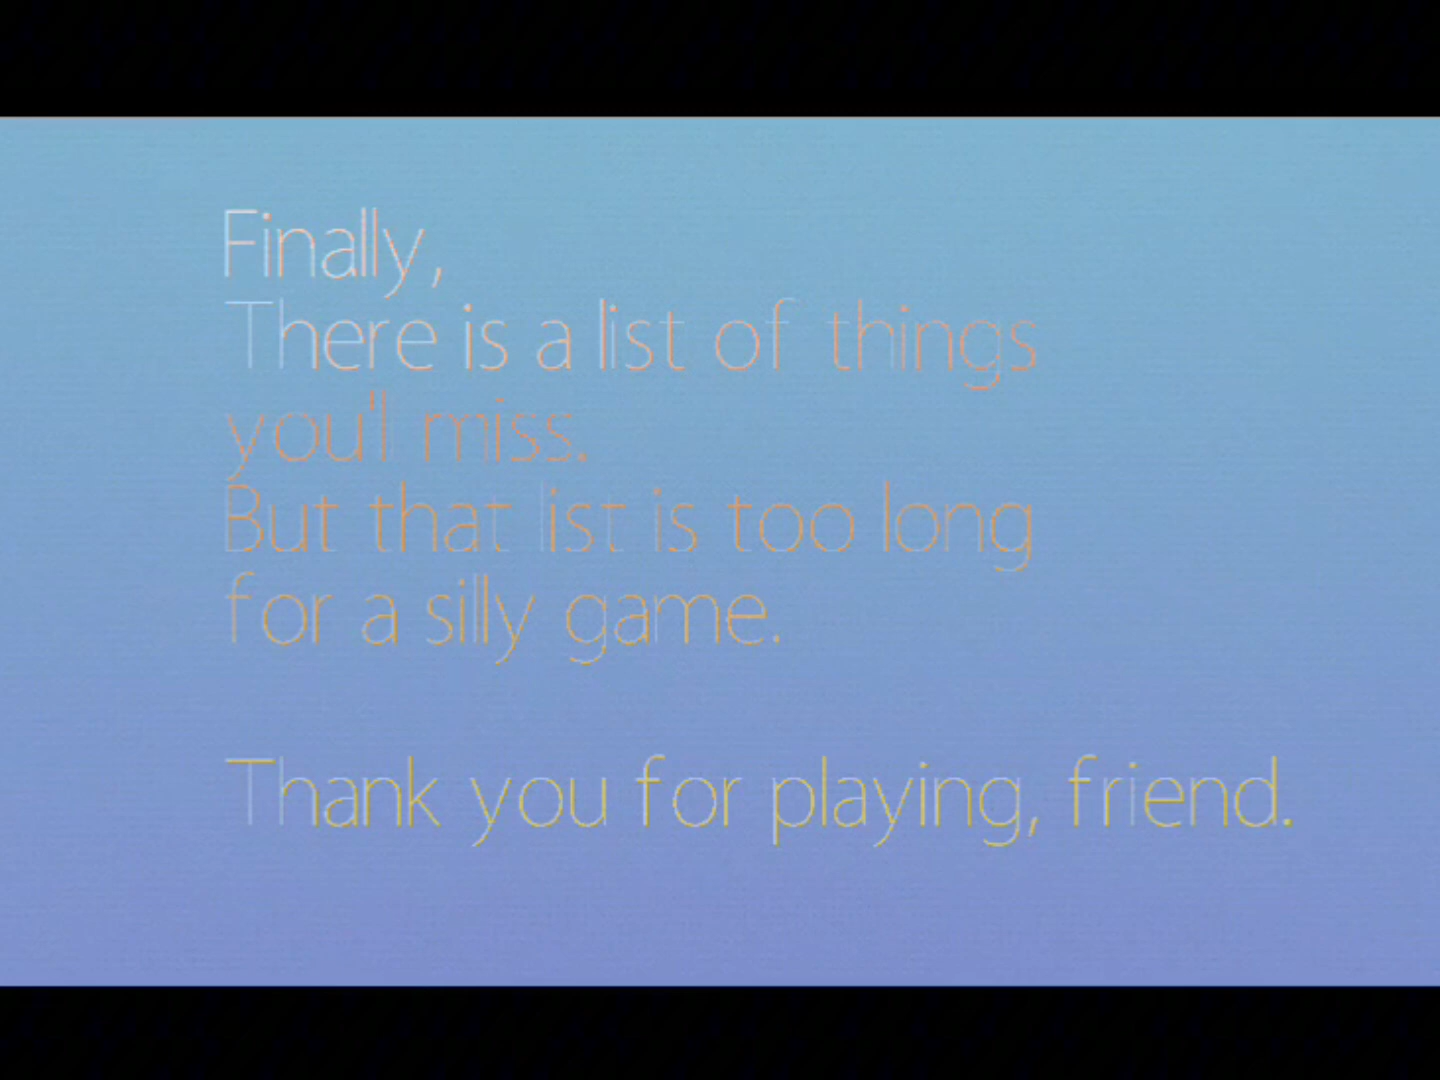 Finally,
There is a list of things
you'll miss.
But that list is too long
for a silly game.
Thank you for playing, friend.